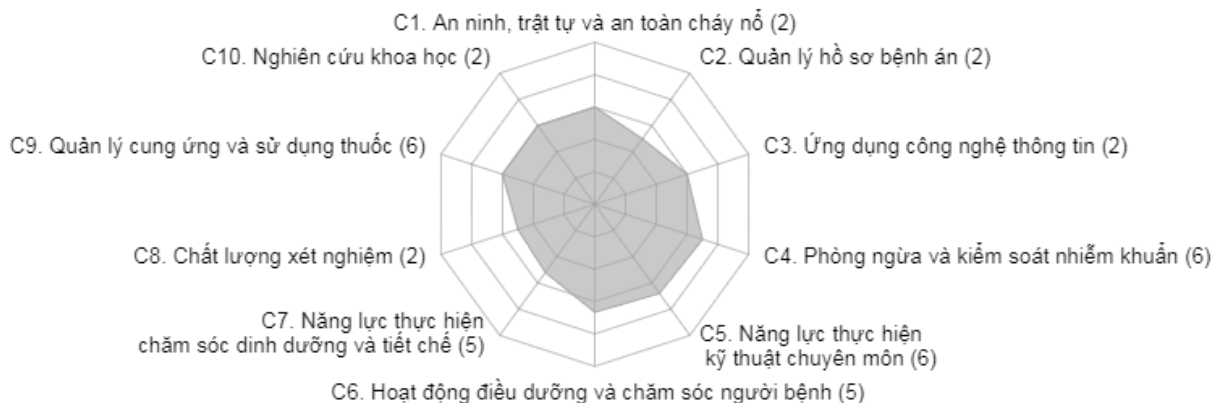 C1. An ninh, trật tự và an toàn cháy nổ (2)
C10. Nghiên cứu khoa học (2)
C2. Quản lý hồ sơ bệnh án (2)
C9. Quản lý cung ứng và sử dụng thuốc (6)
C3. Ứng dụng công nghệ thông tin (2)
C8. Chất lượng xét nghiệm (2)
C4. Phòng ngừa và kiểm soát nhiễm khuẩn (6)
C7. Năng lực thực hiện
chăm sóc dinh dưỡng và tiết chế (5)
C5. Năng lực thực hiện
kỹ thuật chuyên môn (6)
C6. Hoạt động điều dưỡng và chăm sóc người bệnh (5)